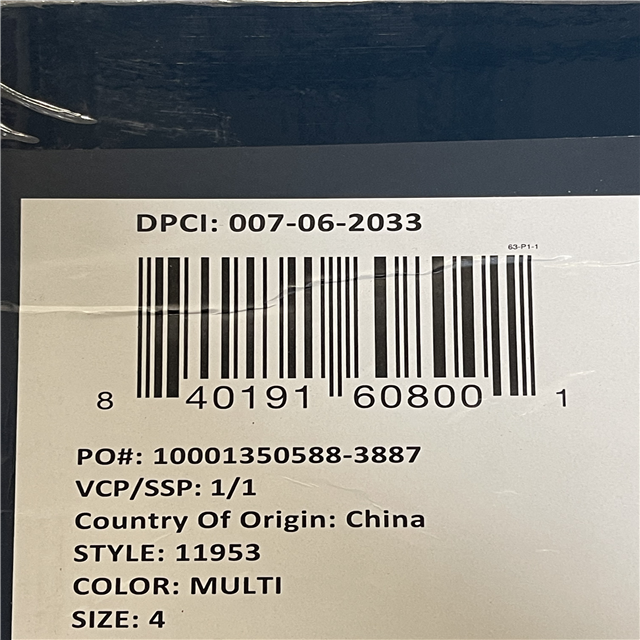 DPCI: 007-06-2033
63-P1-1
8 40191 60800 1
PO#: 10001350588-3887
VCP/SSP: 1/1
Country Of Origin: China
STYLE: 11953
COLOR: MULTI
SIZE: 4